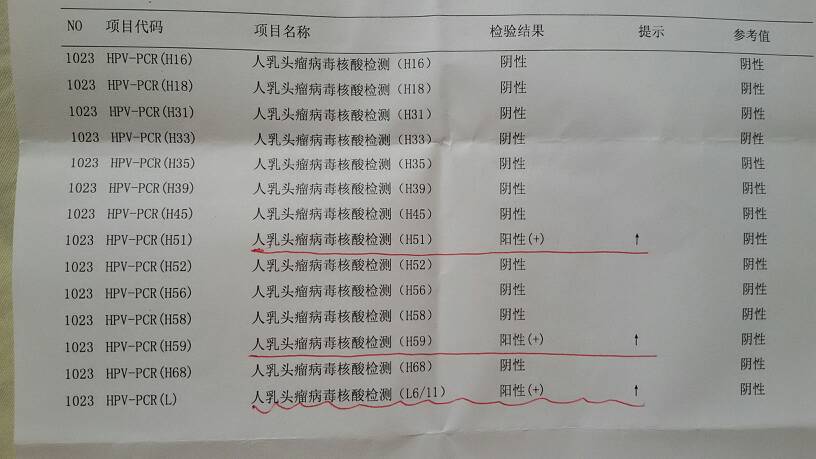 NO 项目代码 项目名称 检验结果 提示 参考值
1023 HPV-PCR(H16) 人乳头瘤病毒核酸检测（H16） 阴性 阴性
1023 HPV-PCR(H18) 人乳头瘤病毒核酸检测（H18） 阴性 阴性
1023 HPV-PCR(H31) 人乳头瘤病毒核酸检测（H31） 阴性 阴性
1023 HPV-PCR(H33) 人乳头瘤病毒核酸检测（H33） 阴性 阴性
1023 HPV-PCR(H35) 人乳头瘤病毒核酸检测（H35） 阴性 阴性
1023 HPV-PCR(H39) 人乳头瘤病毒核酸检测（H39） 阴性 阴性
1023 HPV-PCR(H45) 人乳头瘤病毒核酸检测（H45） 阴性 阴性
1023 HPV-PCR(H51) 人乳头瘤病毒核酸检测（H51） 阳性(+) ↑ 阴性
1023 HPV-PCR(H52) 人乳头瘤病毒核酸检测（H52） 阴性 阴性
1023 HPV-PCR(H56) 人乳头瘤病毒核酸检测（H56） 阴性 阴性
1023 HPV-PCR(H58) 人乳头瘤病毒核酸检测（H58） 阴性 阴性
1023 HPV-PCR(H59) 人乳头瘤病毒核酸检测（H59） 阳性(+) ↑ 阴性
1023 HPV-PCR(H68) 人乳头瘤病毒核酸检测（H68） 阴性 阴性
1023 HPV-PCR(L) 人乳头瘤病毒核酸检测（L6/11） 阳性(+) ↑ 阴性